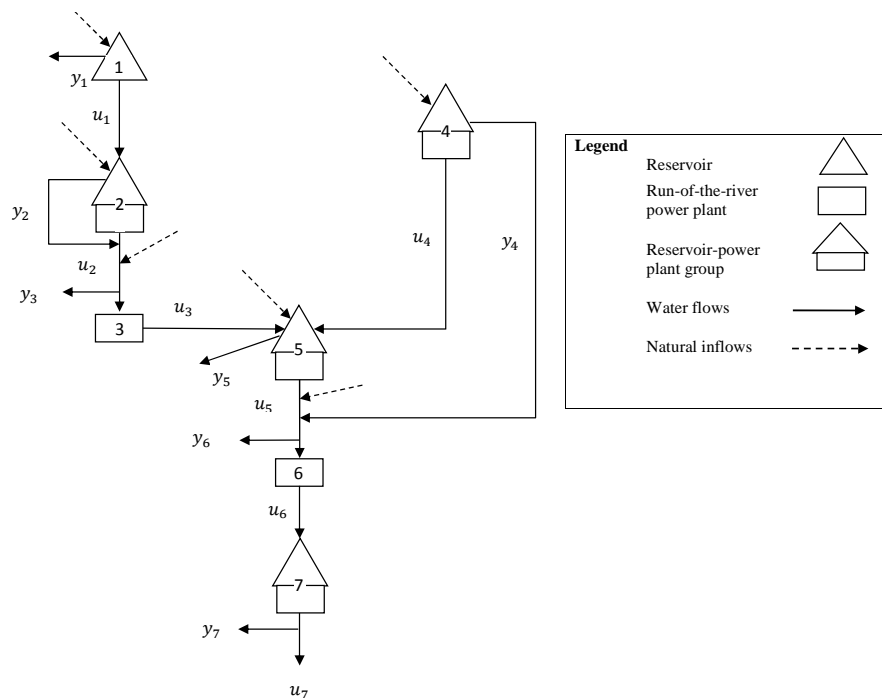 1
y₁
u₁
4
2
y₂
u₂
u₄
y₄
y₃
u₃
3
5
y₅
u₅
y₆
6
u₆
7
y₇
u₇
Legend
Reservoir
Run-of-the-river
power plant
Reservoir-power
plant group
Water flows
Natural inflows